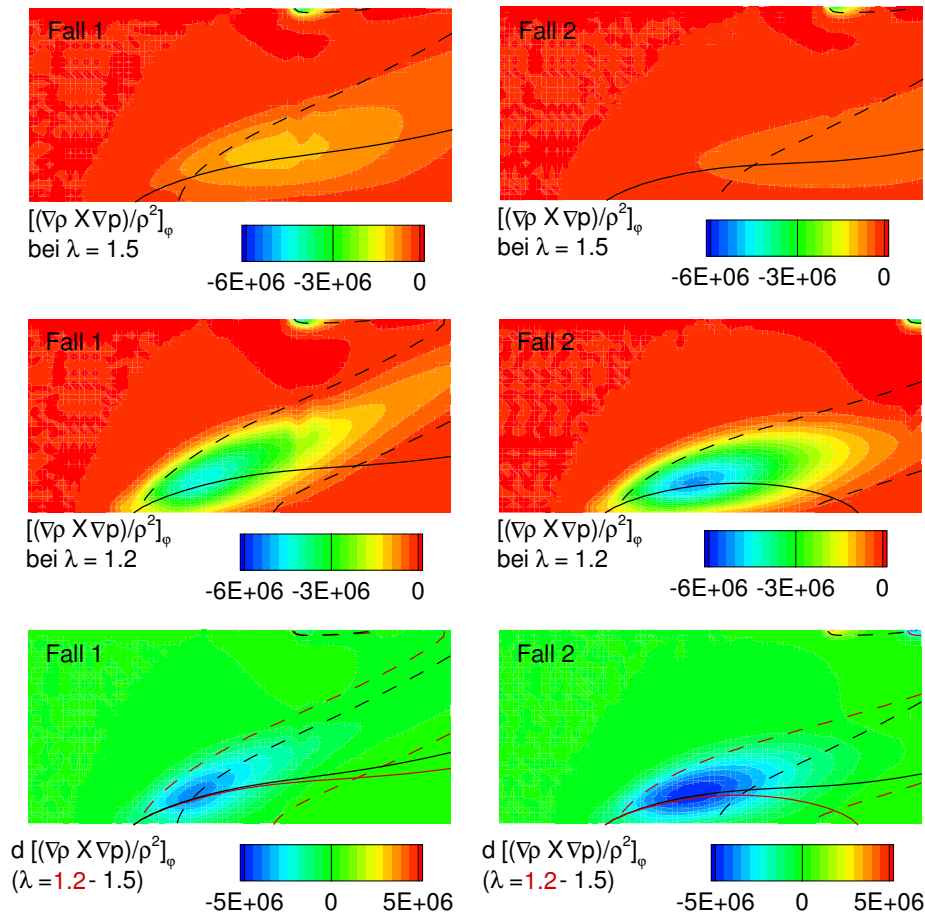 Fall 1
Fall 2
[(∇ρ X ∇p)/ρ²]φ
bei λ = 1.5
-6E+06 -3E+06 0
[(∇ρ X ∇p)/ρ²]φ
bei λ = 1.5
-6E+06 -3E+06 0
Fall 1
Fall 2
[(∇ρ X ∇p)/ρ²]φ
bei λ = 1.2
-6E+06 -3E+06 0
[(∇ρ X ∇p)/ρ²]φ
bei λ = 1.2
-6E+06 -3E+06 0
Fall 1
Fall 2
d [(∇ρ X ∇p)/ρ²]φ
(λ =1.2- 1.5)
-5E+06 0 5E+06
d [(∇ρ X ∇p)/ρ²]φ
(λ =1.2- 1.5)
-5E+06 0 5E+06